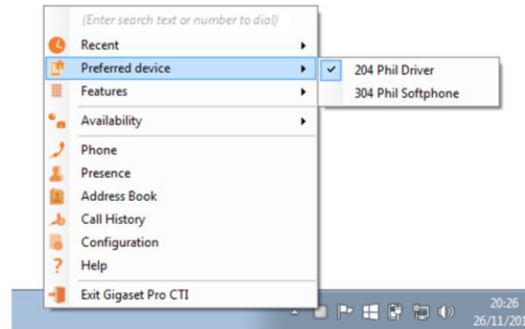 (Enter search text or number to dial)
Recent
Preferred device
204 Phil Driver
304 Phil Softphone
Features
Availability
Phone
Presence
Address Book
Call History
Configuration
Help
Exit Gigaset Pro CTI
20:26